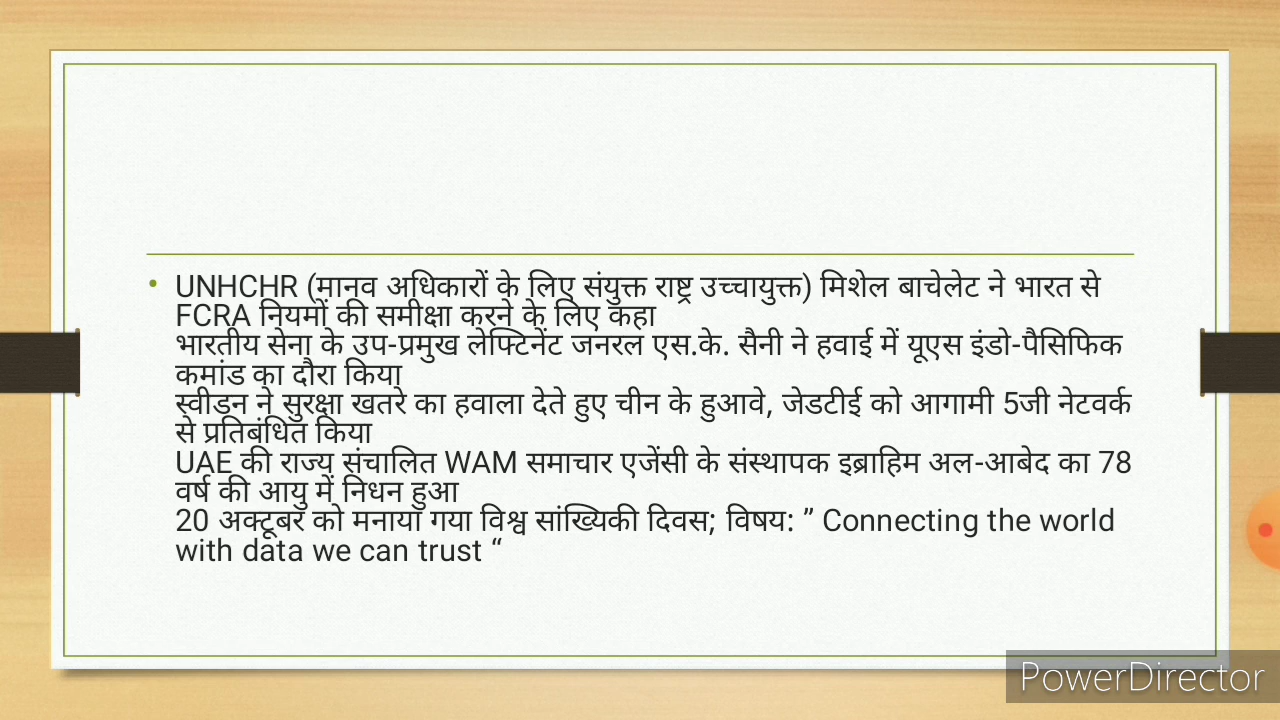 • UNHCHR (मानव अधिकारों के लिए संयुक्त राष्ट्र उच्चायुक्त) मिशेल बाचेलेट ने भारत से
FCRA नियमों की समीक्षा करने के लिए कहा
भारतीय सेना के उप-प्रमुख लेफ्टिनेंट जनरल एस.के. सैनी ने हवाई में यूएस इंडो-पैसिफिक
कमांड का दौरा किया
स्वीडन ने सुरक्षा खतरे का हवाला देते हुए चीन के हुआवे, जेडटीई को आगामी 5जी नेटवर्क
से प्रतिबंधित किया
UAE की राज्य संचालित WAM समाचार एजेंसी के संस्थापक इब्राहिम अल-आबेद का 78
वर्ष की आयु में निधन हुआ
20 अक्टूबर को मनाया गया विश्व सांख्यिकी दिवस; विषय: ” Connecting the world
with data we can trust “
PowerDirector